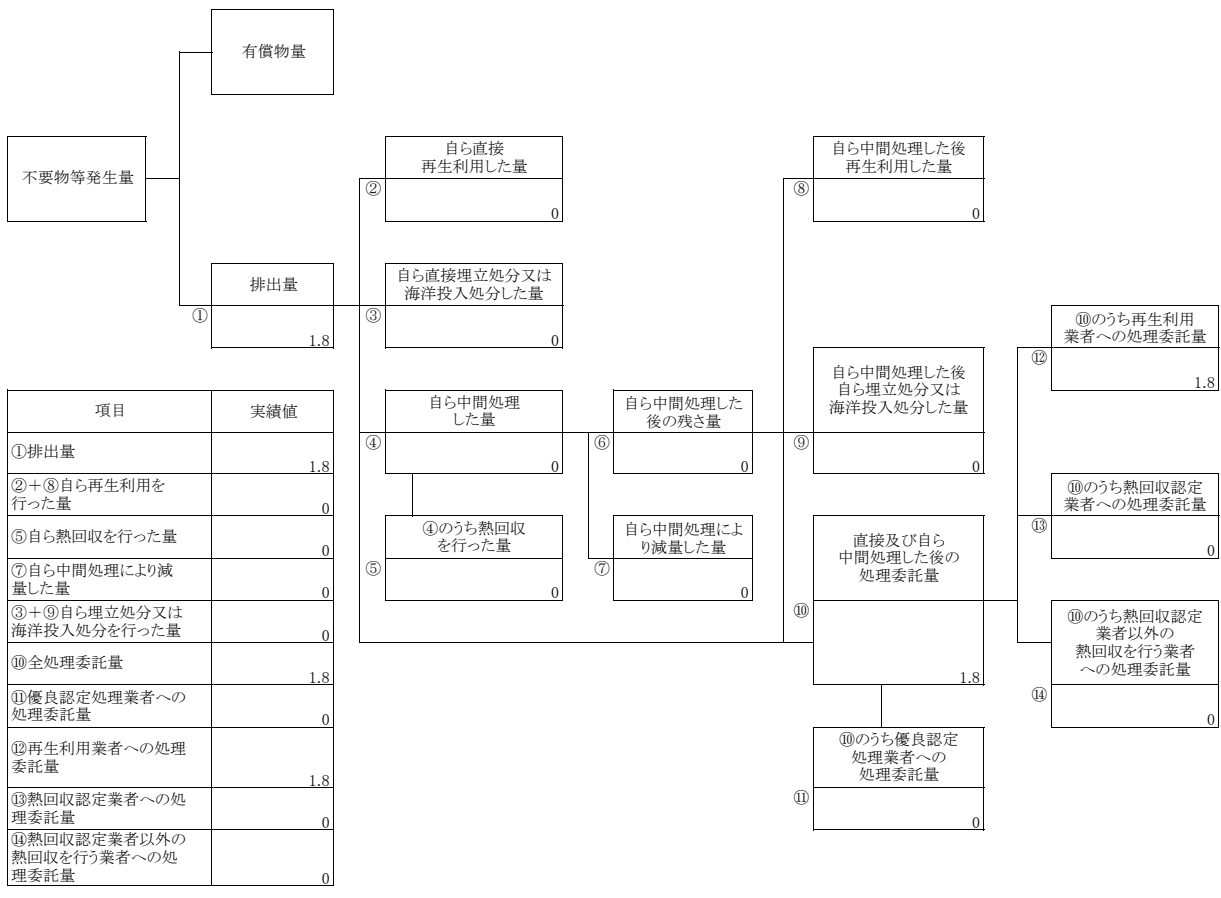 有償物量
不要物等発生量
自ら直接
再生利用した量
②
0
自ら中間処理した後
再生利用した量
⑧
0
排出量
①
1.8
自ら直接埋立処分又は
海洋投入処分した量
③
0
⑩のうち再生利用
業者への処理委託量
⑫
1.8
自ら中間処理した後
自ら埋立処分又は
海洋投入処分した量
⑨
0
自ら中間処理
した量
④
0
自ら中間処理した
後の残さ量
⑥
0
⑩のうち熱回収認定
業者への処理委託量
⑬
0
④のうち熱回収
を行った量
⑤
0
自ら中間処理によ
り減量した量
⑦
0
直接及び自ら
中間処理した後の
処理委託量
⑩
1.8
⑩のうち熱回収認定
業者以外の
熱回収を行う業者
への処理委託量
⑭
0
⑩のうち優良認定
処理業者への
処理委託量
⑪
0
項目 実績値
①排出量
1.8
②＋⑧自ら再生利用を
行った量
0
⑤自ら熱回収を行った量
0
⑦自ら中間処理により減
量した量
0
③＋⑨自ら埋立処分又は
海洋投入処分を行った量
0
⑩全処理委託量
1.8
⑪優良認定処理業者への
処理委託量
0
⑫再生利用業者への処理
委託量
1.8
⑬熱回収認定業者への処
理委託量
0
⑭熱回収認定業者以外の
熱回収を行う業者への処
理委託量
0